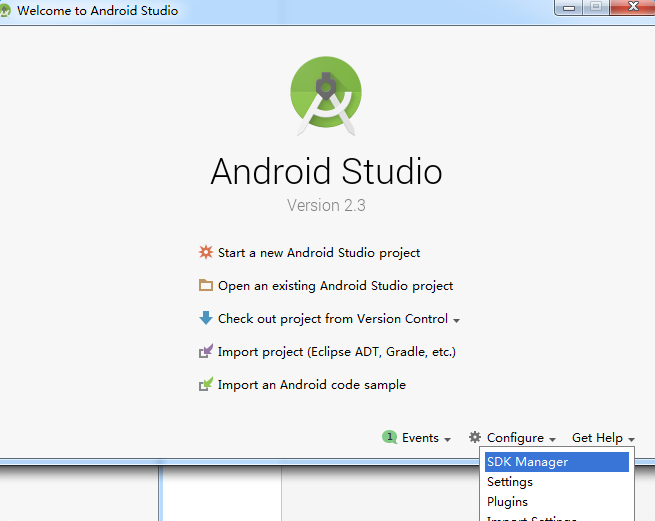 Welcome to Android Studio
Android Studio
Version 2.3
Start a new Android Studio project
Open an existing Android Studio project
Check out project from Version Control
Import project (Eclipse ADT, Gradle, etc.)
Import an Android code sample
1 Events Configure Get Help
SDK Manager
Settings
Plugins
Import Settings